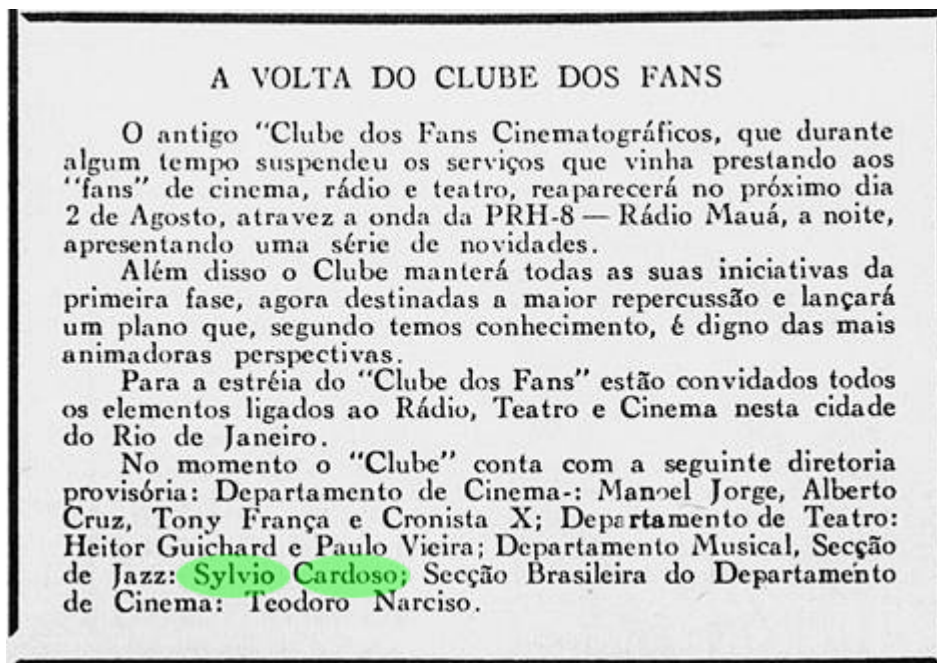 A VOLTA DO CLUBE DOS FANS
O antigo "Clube dos Fans Cinematográficos, que durante
algum tempo suspendeu os serviços que vinha prestando aos
"fans" de cinema, rádio e teatro, reaparecerá no próximo dia
2 de Agosto, atravez a onda da PRH-8 — Rádio Mauá, a noite,
apresentando uma série de novidades.
Além disso o Clube manterá todas as suas iniciativas da
primeira fase, agora destinadas a maior repercussão e lançará
um plano que, segundo temos conhecimento, é digno das mais
animadoras perspectivas.
Para a estréia do "Clube dos Fans" estão convidados todos
os elementos ligados ao Rádio, Teatro e Cinema nesta cidade
do Rio de Janeiro.
No momento o "Clube" conta com a seguinte diretoria
provisória: Departamento de Cinema-: Manoel Jorge, Alberto
Cruz, Tony França e Cronista X; Departamento de Teatro:
Heitor Guichard e Paulo Vieira; Departamento Musical, Secção
de Jazz: Sylvio Cardoso; Secção Brasileira do Departamento
de Cinema: Teodoro Narciso.